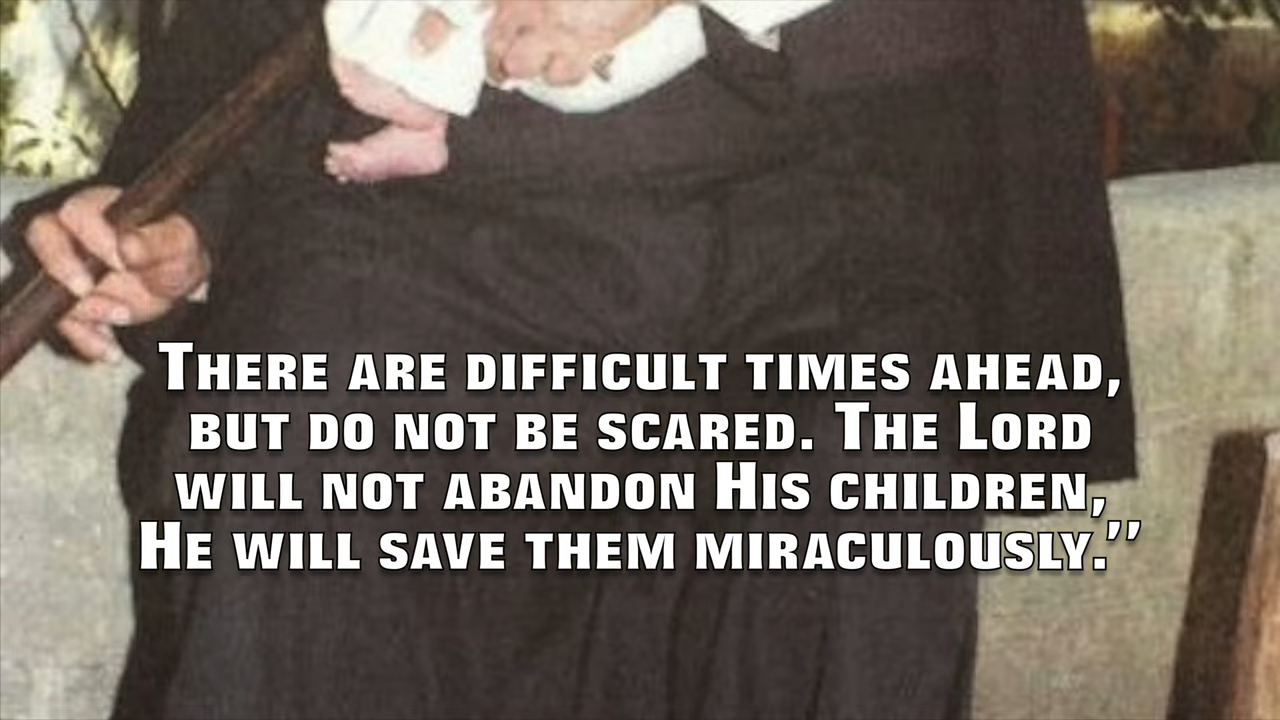 There are difficult times ahead,
but do not be scared. The Lord
will not abandon His children,
He will save them miraculously.’’